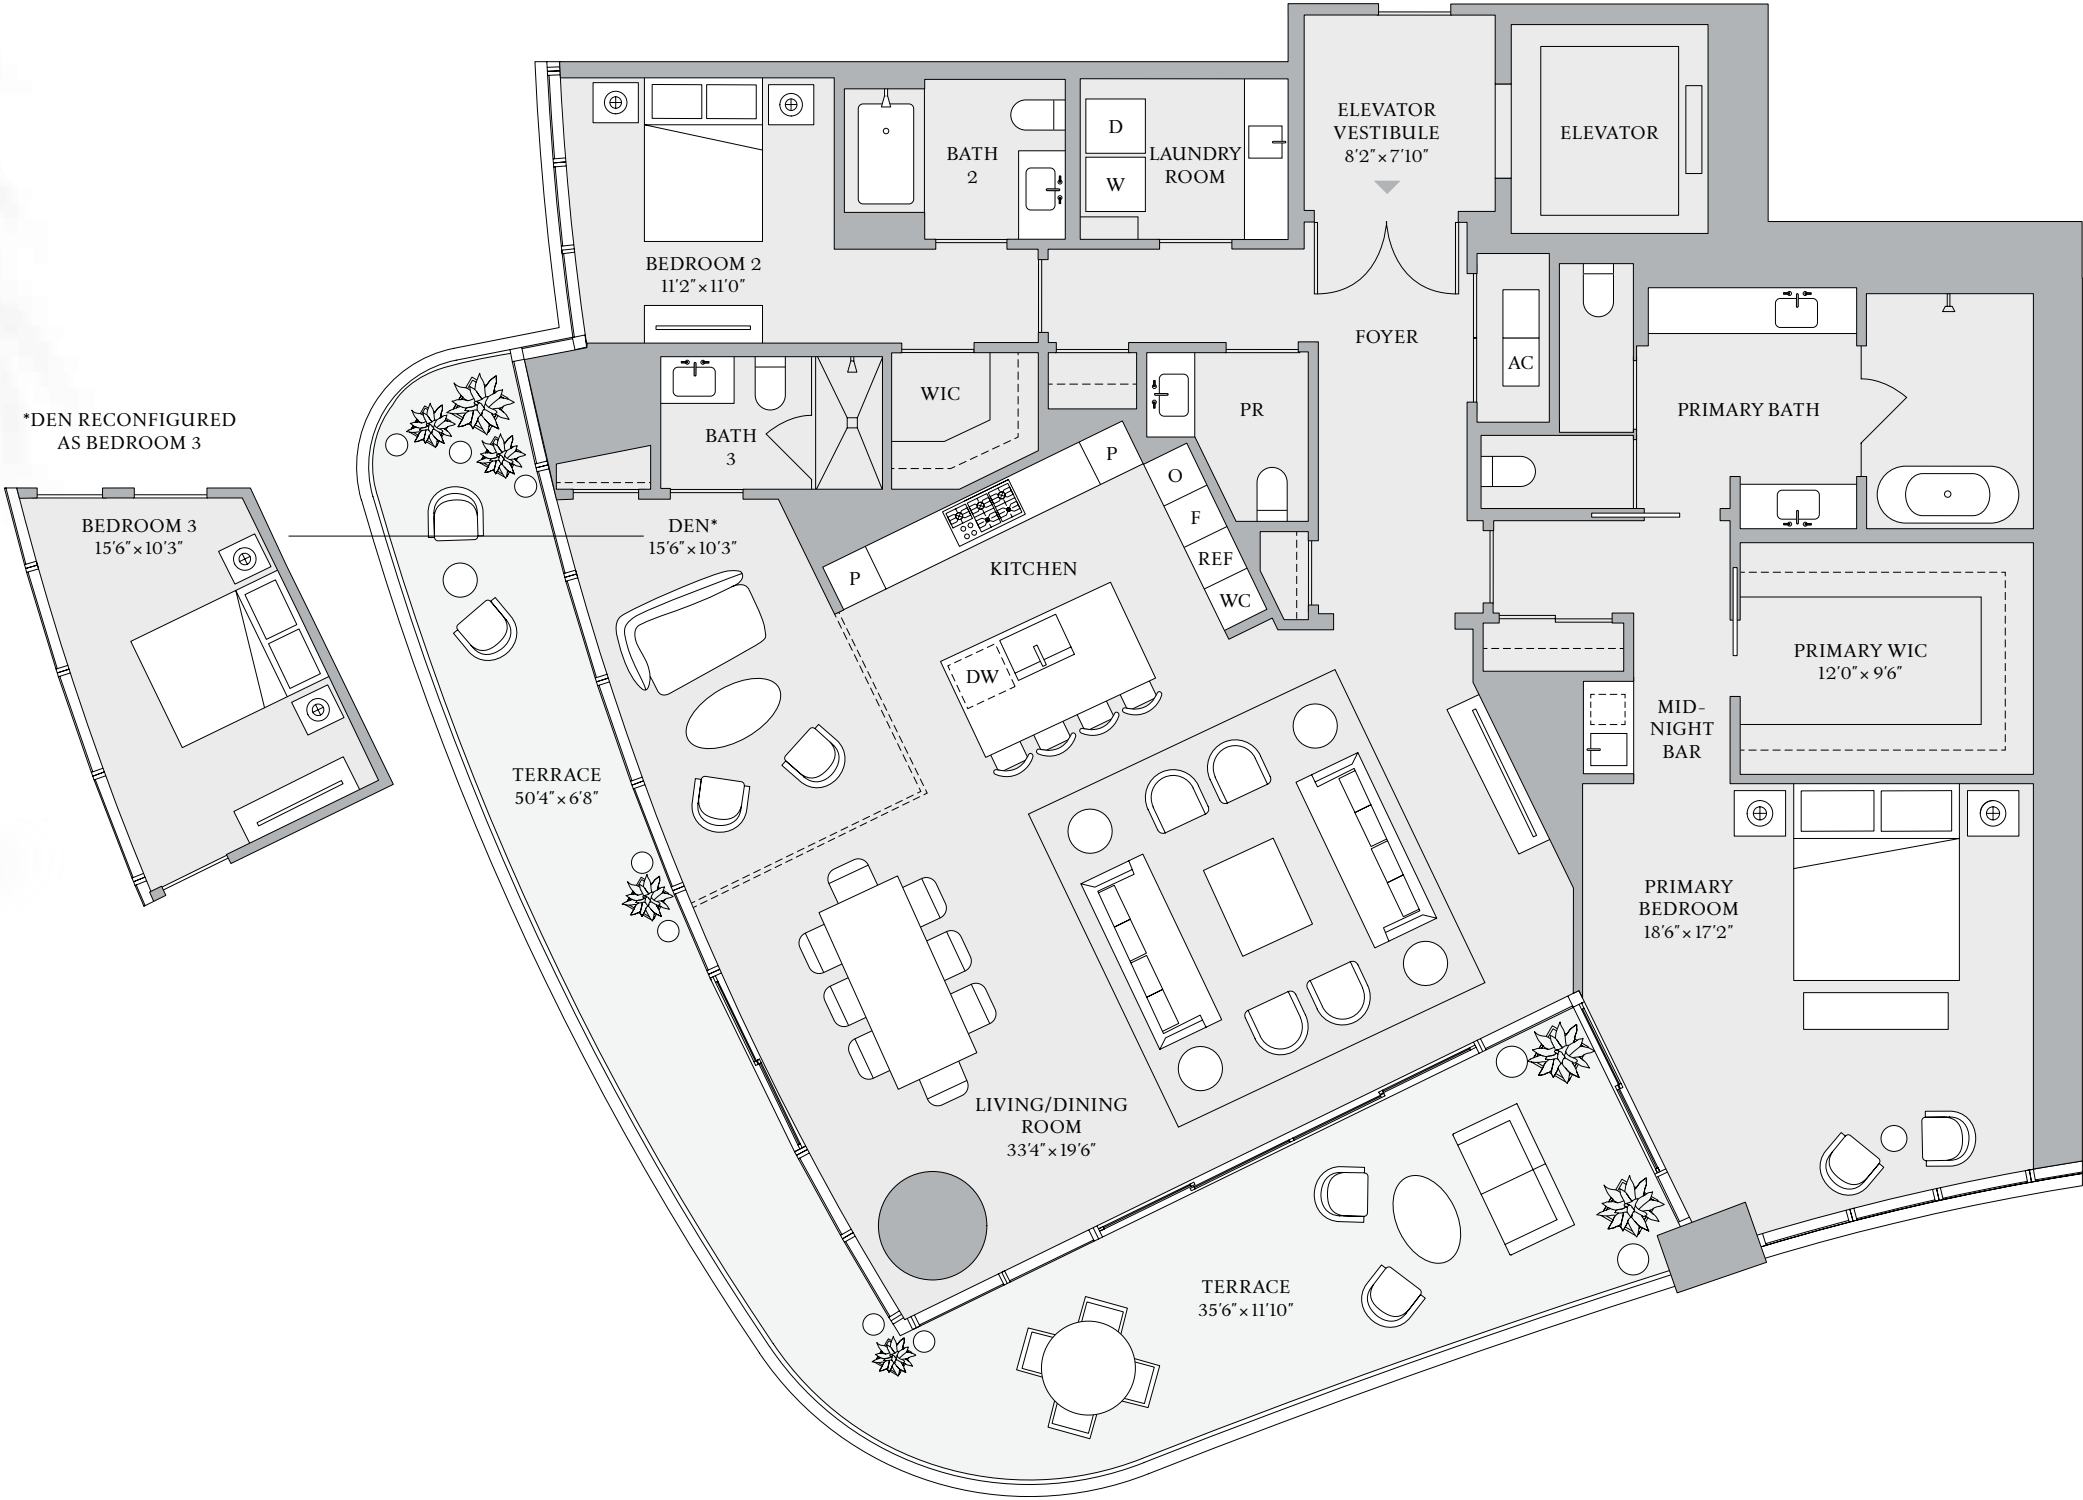 ELEVATOR
VESTIBULE
8'2"×7'10"
ELEVATOR
D
W
LAUNDRY
ROOM
BATH
2
BEDROOM 2
11'2"×11'0"
FOYER
AC
WIC
PR
PRIMARY BATH
BATH
3
*DEN RECONFIGURED
AS BEDROOM 3
BEDROOM 3
15'6"×10'3"
DEN*
15'6"×10'3"
P
O
F
REF
WC
P
KITCHEN
DW
PRIMARY WIC
12'0"×9'6"
MID-
NIGHT
BAR
TERRACE
50'4"×6'8"
PRIMARY
BEDROOM
18'6"×17'2"
LIVING/DINING
ROOM
33'4"×19'6"
TERRACE
35'6"×11'10"